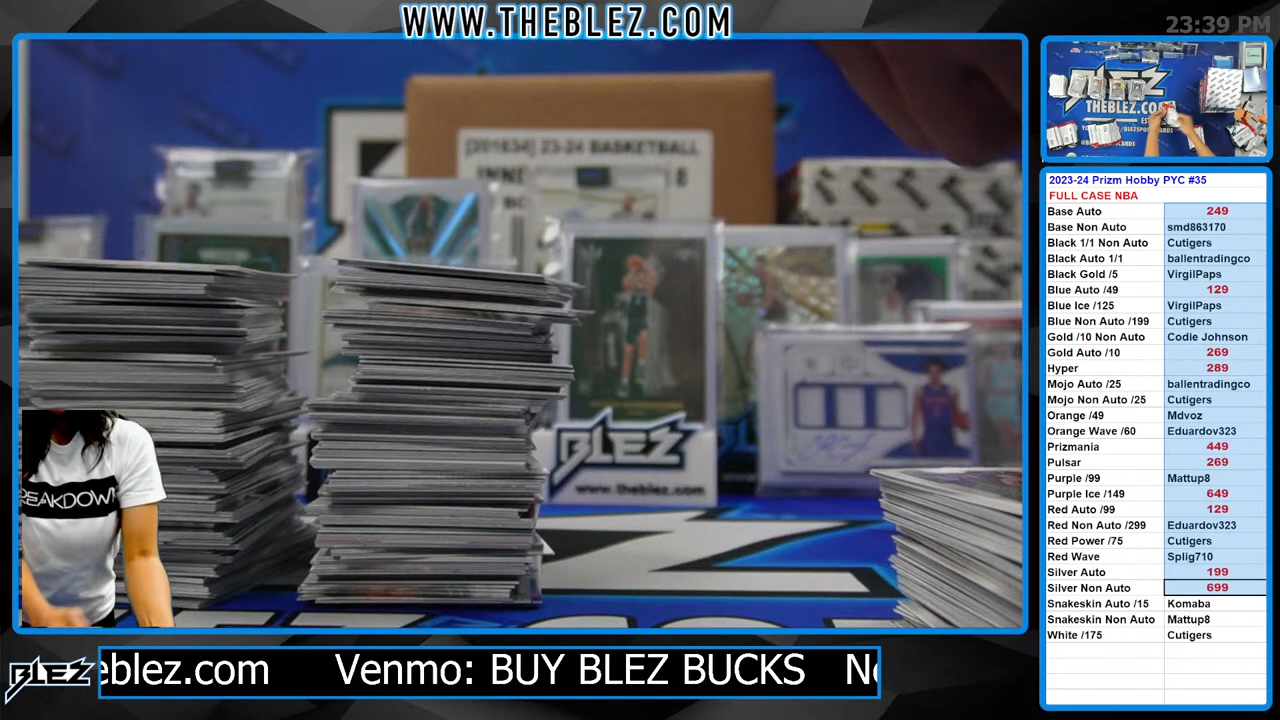 WWW.THEBLEZ.COM
23:39 PM
[201634] 23-24 BASKETBALL
BLEZ
www.theblez.com
BREAKDOWN
BLEZ
THEBLEZ.CO
2023-24 Prizm Hobby PYC #35
FULL CASE NBA
Base Auto 249
Base Non Auto smd863170
Black 1/1 Non Auto Cutigers
Black Auto 1/1 ballentradingco
Black Gold /5 VirgilPaps
Blue Auto /49 129
Blue Ice /125 VirgilPaps
Blue Non Auto /199 Cutigers
Gold /10 Non Auto Codie Johnson
Gold Auto /10 269
Hyper 289
Mojo Auto /25 ballentradingco
Mojo Non Auto /25 Cutigers
Orange /49 Mdvoz
Orange Wave /60 Eduardov323
Prizmania 449
Pulsar 269
Purple /99 Mattup8
Purple Ice /149 649
Red Auto /99 129
Red Non Auto /299 Eduardov323
Red Power /75 Cutigers
Red Wave Splig710
Silver Auto 199
Silver Non Auto 699
Snakeskin Auto /15 Komaba
Snakeskin Non Auto Mattup8
White /175 Cutigers
BLEZ
eblez.com Venmo: BUY BLEZ BUCKS